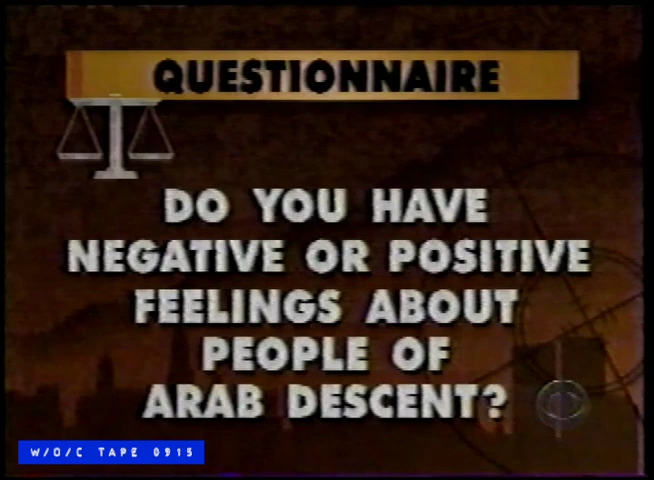 QUESTIONNAIRE
DO YOU HAVE
NEGATIVE OR POSITIVE
FEELINGS ABOUT
PEOPLE OF
ARAB DESCENT?
W/O/C TAPE 0915